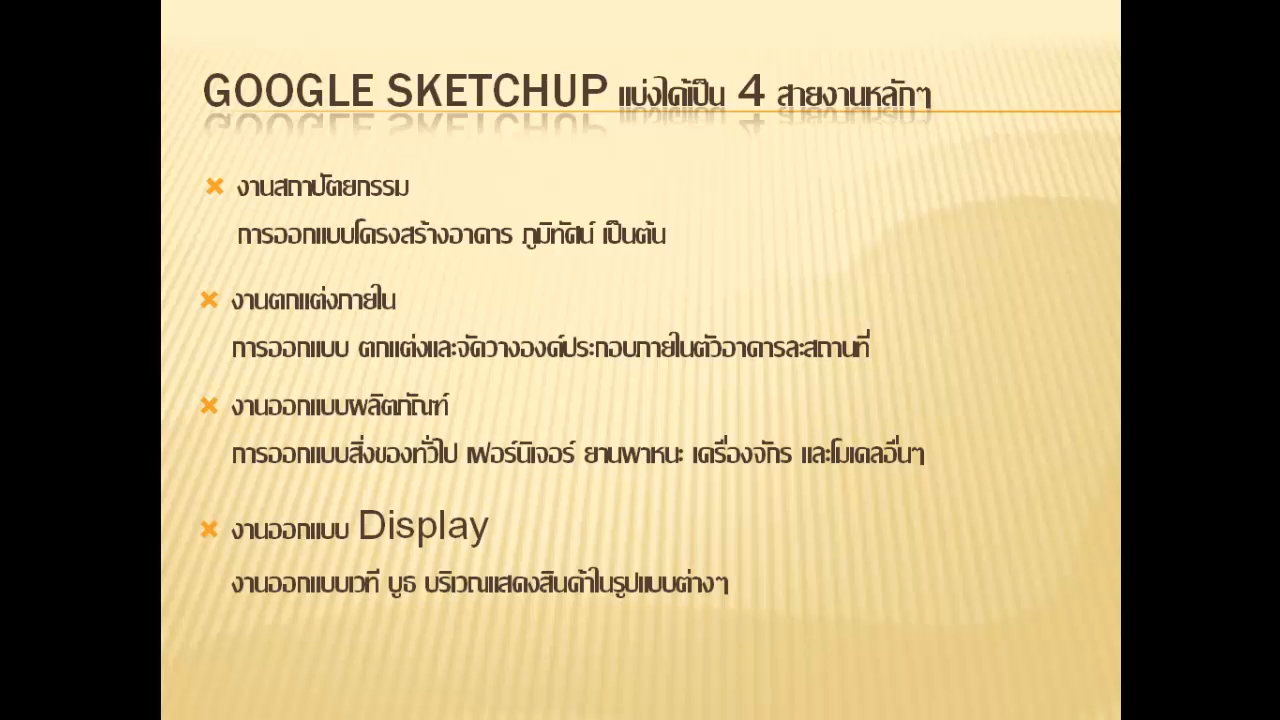 GOOGLE SKETCHUP แบ่งได้เป็น 4 สายงานหลักๆ
งานสถาปัตยกรรม
การออกแบบโครงสร้างอาคาร ภูมิทัศน์ เป็นต้น
งานตกแต่งภายใน
การออกแบบ ตกแต่งและจัดวางองค์ประกอบภายในตัวอาคารละสถานที่
งานออกแบบผลิตภัณฑ์
การออกแบบสิ่งของทั่วไป เฟอร์นิเจอร์ ยานพาหนะ เครื่องจักร และโมเดลอื่นๆ
งานออกแบบ Display
งานออกแบบเวที บูธ บริเวณแสดงสินค้าในรูปแบบต่างๆ